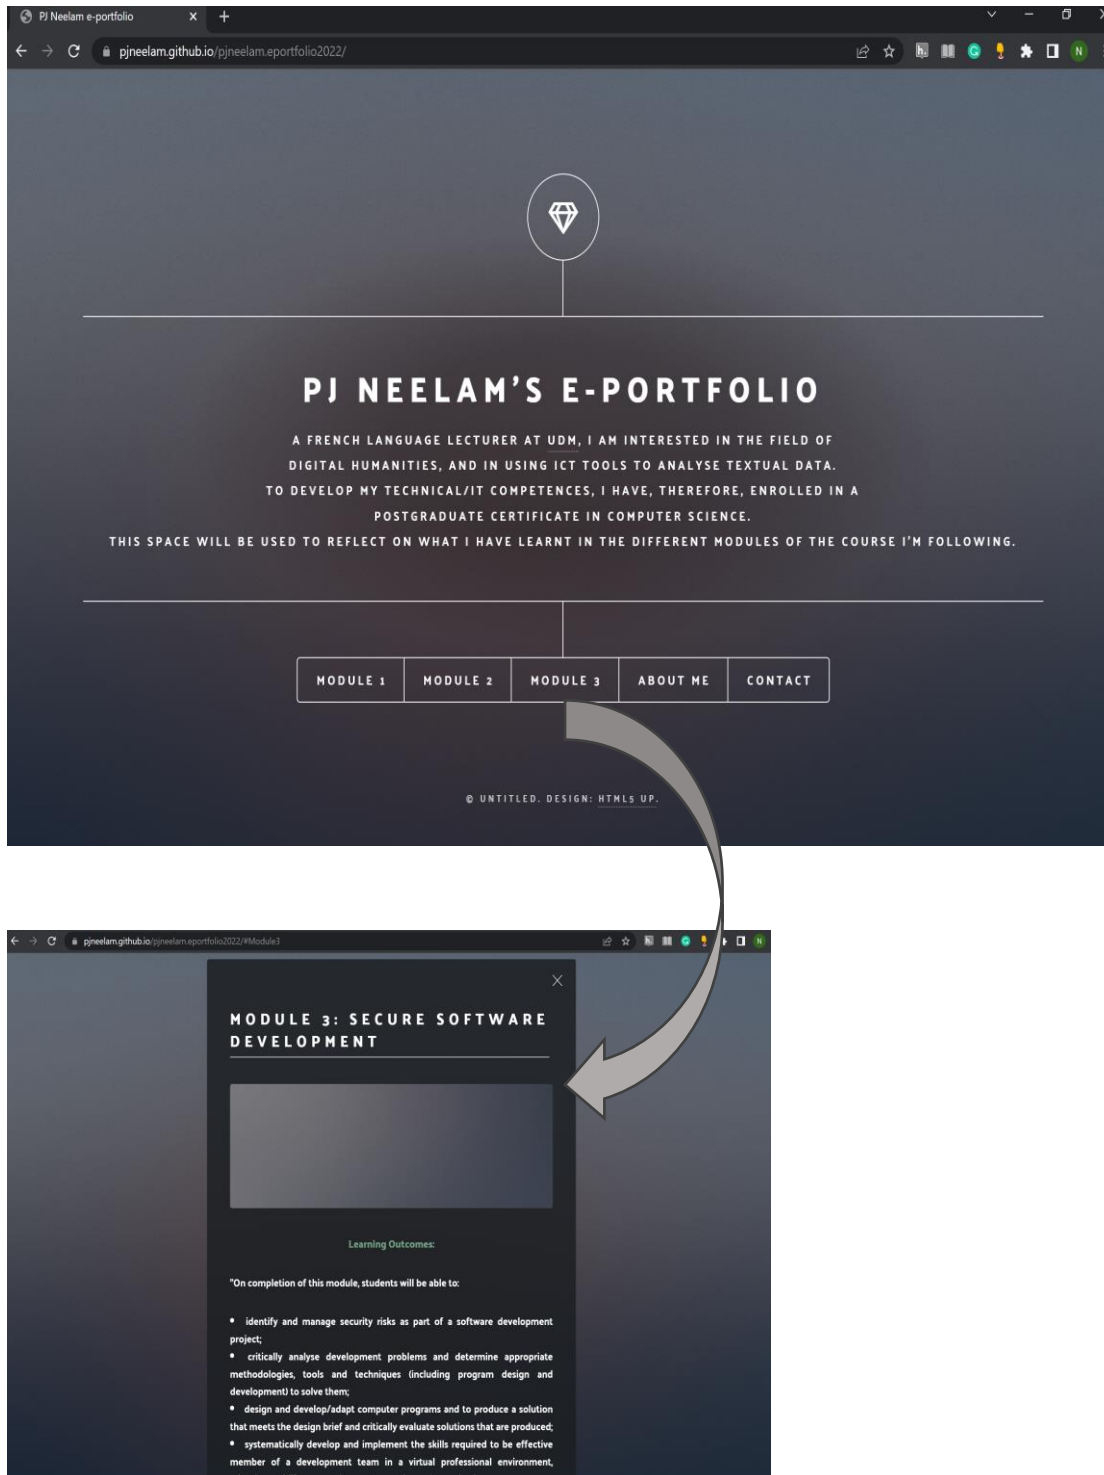 PJ Neelam e-portfolio
pjneelam.github.io/pjneelam.eportfolio2022/
h.
G
N
PJ NEELAM'S E-PORTFOLIO
A FRENCH LANGUAGE LECTURER AT UDM, I AM INTERESTED IN THE FIELD OF
DIGITAL HUMANITIES, AND IN USING ICT TOOLS TO ANALYSE TEXTUAL DATA.
TO DEVELOP MY TECHNICAL/IT COMPETENCES, I HAVE, THEREFORE, ENROLLED IN A
POSTGRADUATE CERTIFICATE IN COMPUTER SCIENCE.
THIS SPACE WILL BE USED TO REFLECT ON WHAT I HAVE LEARNT IN THE DIFFERENT MODULES OF THE COURSE I'M FOLLOWING.
MODULE 1 MODULE 2 MODULE 3 ABOUT ME CONTACT
© UNTITLED. DESIGN: HTML5 UP.
pjneelam.github.io/pjneelam.eportfolio2022/#Module3
N
MODULE 3: SECURE SOFTWARE
DEVELOPMENT
Learning Outcomes:
"On completion of this module, students will be able to:
• identify and manage security risks as part of a software development
project;
• critically analyse development problems and determine appropriate
methodologies, tools and techniques (including program design and
development) to solve them;
• design and develop/adapt computer programs and to produce a solution
that meets the design brief and critically evaluate solutions that are produced;
• systematically develop and implement the skills required to be effective
member of a development team in a virtual professional environment,